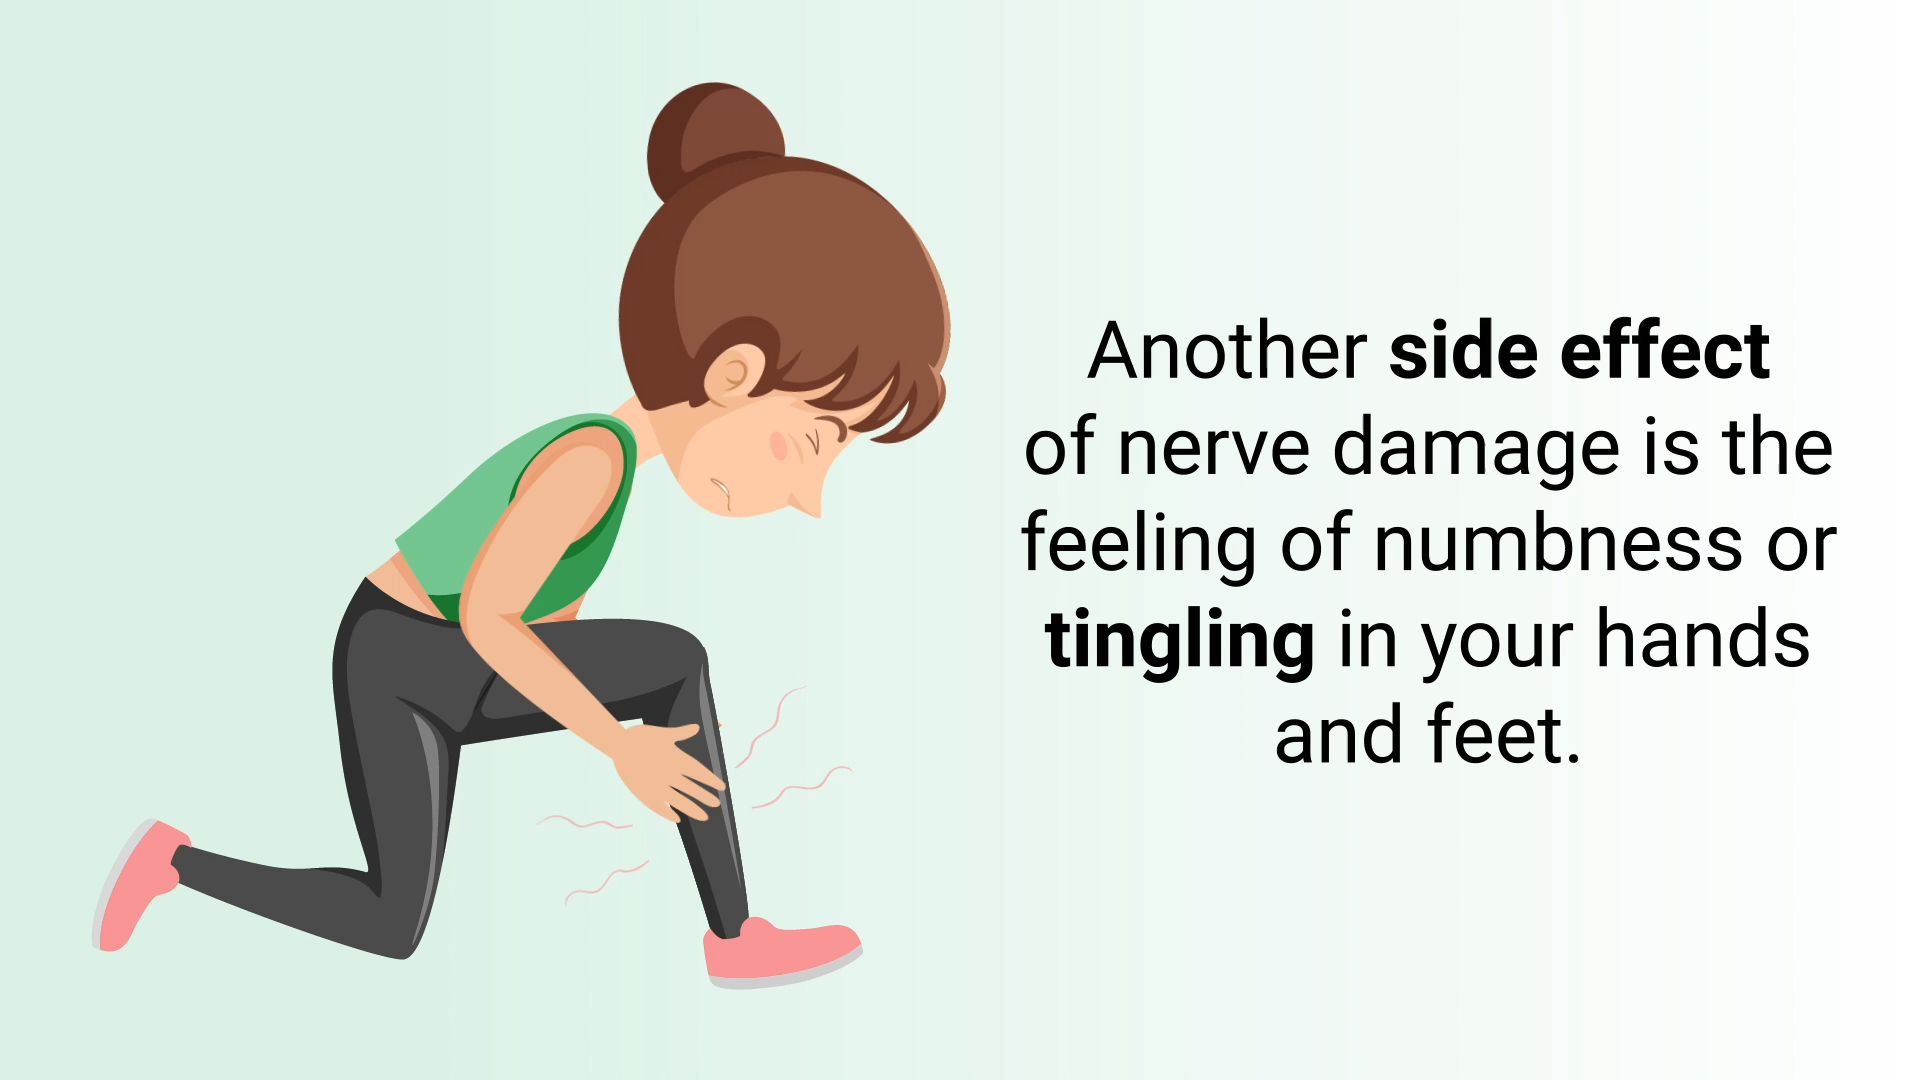 Another side effect
of nerve damage is the
feeling of numbness or
tingling in your hands
and feet.